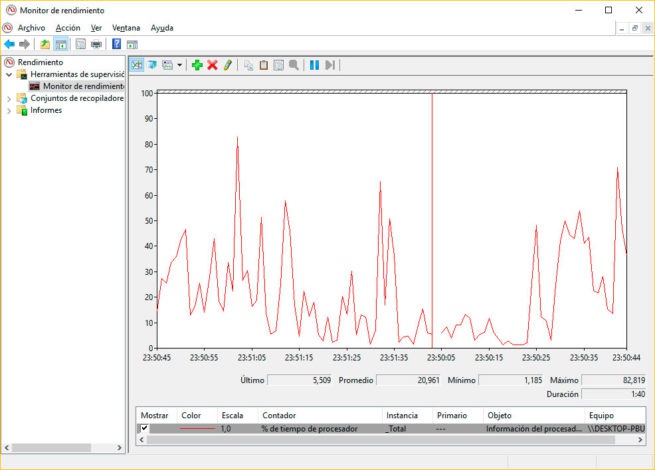 Monitor de rendimiento
Archivo Acción Ver Ventana Ayuda
Rendimiento
Herramientas de supervisió
Monitor de rendimiento
Conjuntos de recopiladore
Informes
100
90
80
70
60
50
40
30
20
10
0
23:50:45 23:50:55 23:51:05 23:51:15 23:51:25 23:51:35 23:50:05 23:50:15 23:50:25 23:50:35 23:50:44
Último 5,509 Promedio 20,961 Mínimo 1,185 Máximo 82,819
Duración 1:40
Mostrar Color Escala Contador Instancia Primario Objeto Equipo
1,0 % de tiempo de procesador _Total --- Información del procesad... \\DESKTOP-PBU